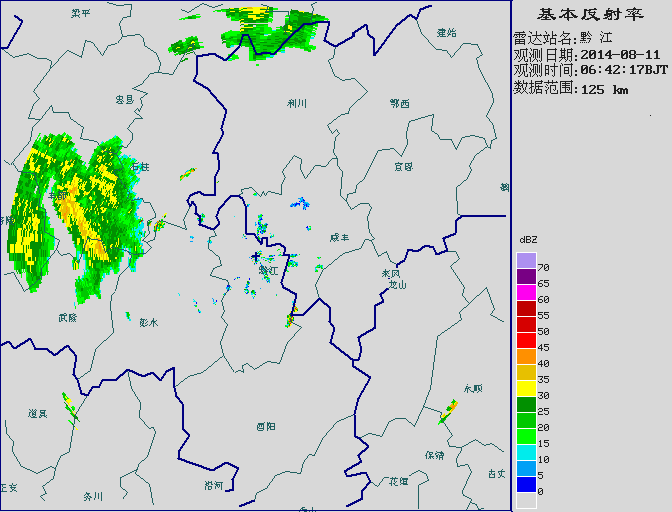 基本反射率
雷达站名:黔 江
观测日期:2014-08-11
观测时间:06:42:17BJT
数据范围:125 km
梁平
建始
忠县
利川
鄂西
石柱
宣恩
丰都
咸丰
黔江
来凤
龙山
武隆
彭水
永顺
道真
酉阳
保靖
古丈
正安
务川
沿河
花垣
dBZ
70
65
60
55
50
45
40
35
30
25
20
15
10
5
0